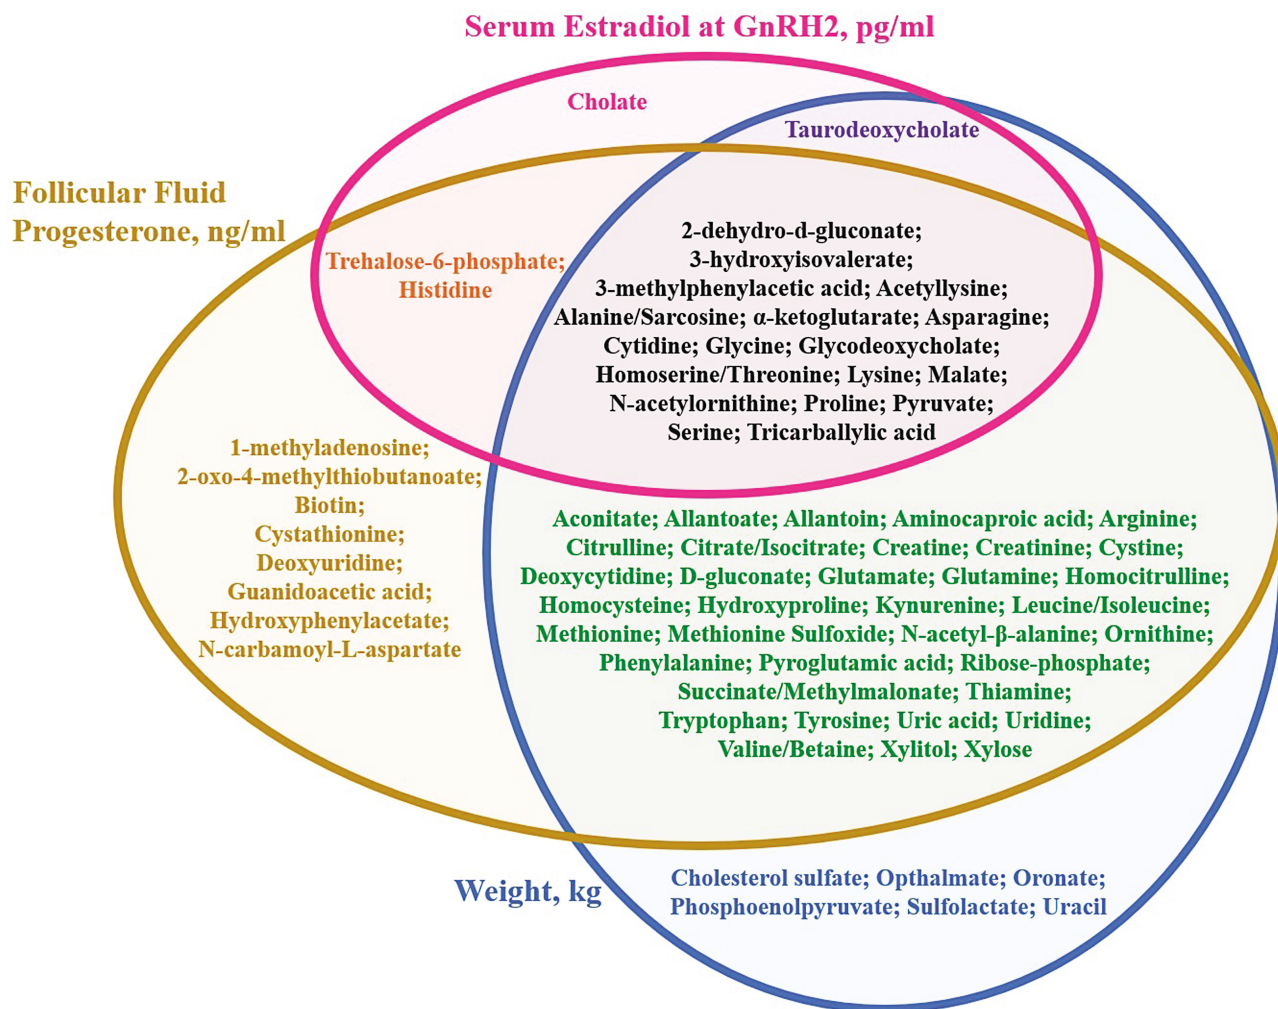 Serum Estradiol at GnRH2, pg/ml
Cholate
Taurodeoxycholate
Follicular Fluid
Progesterone, ng/ml
Trehalose-6-phosphate;
Histidine
2-dehydro-d-gluconate;
3-hydroxyisovalerate;
3-methylphenylacetic acid; Acetyllysine;
Alanine/Sarcosine; α-ketoglutarate; Asparagine;
Cytidine; Glycine; Glycodeoxycholate;
Homoserine/Threonine; Lysine; Malate;
N-acetylornithine; Proline; Pyruvate;
Serine; Tricarballylic acid
1-methyladenosine;
2-oxo-4-methylthiobutanoate;
Biotin;
Cystathionine;
Deoxyuridine;
Guanidoacetic acid;
Hydroxyphenylacetate;
N-carbamoyl-L-aspartate
Aconitate; Allantoate; Allantoin; Aminocaproic acid; Arginine;
Citrulline; Citrate/Isocitrate; Creatine; Creatinine; Cystine;
Deoxycytidine; D-gluconate; Glutamate; Glutamine; Homocitrulline;
Homocysteine; Hydroxyproline; Kynurenine; Leucine/Isoleucine;
Methionine; Methionine Sulfoxide; N-acetyl-β-alanine; Ornithine;
Phenylalanine; Pyroglutamic acid; Ribose-phosphate;
Succinate/Methylmalonate; Thiamine;
Tryptophan; Tyrosine; Uric acid; Uridine;
Valine/Betaine; Xylitol; Xylose
Weight, kg
Cholesterol sulfate; Opthalmate; Oronate;
Phosphoenolpyruvate; Sulfolactate; Uracil